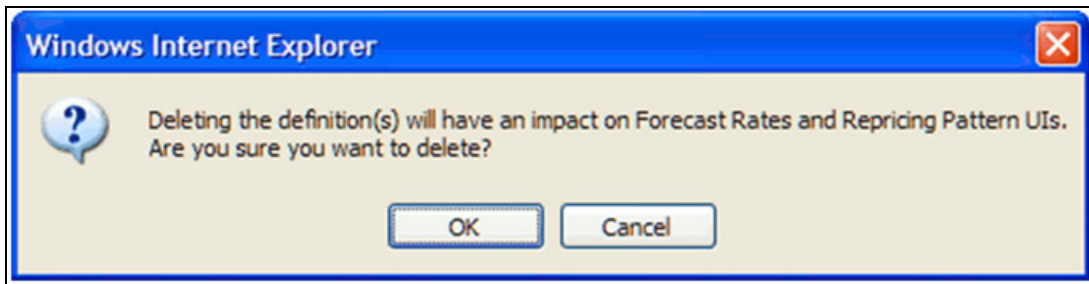 Windows Internet Explorer
Deleting the definition(s) will have an impact on Forecast Rates and Repricing Pattern UIs.
Are you sure you want to delete?
OK Cancel